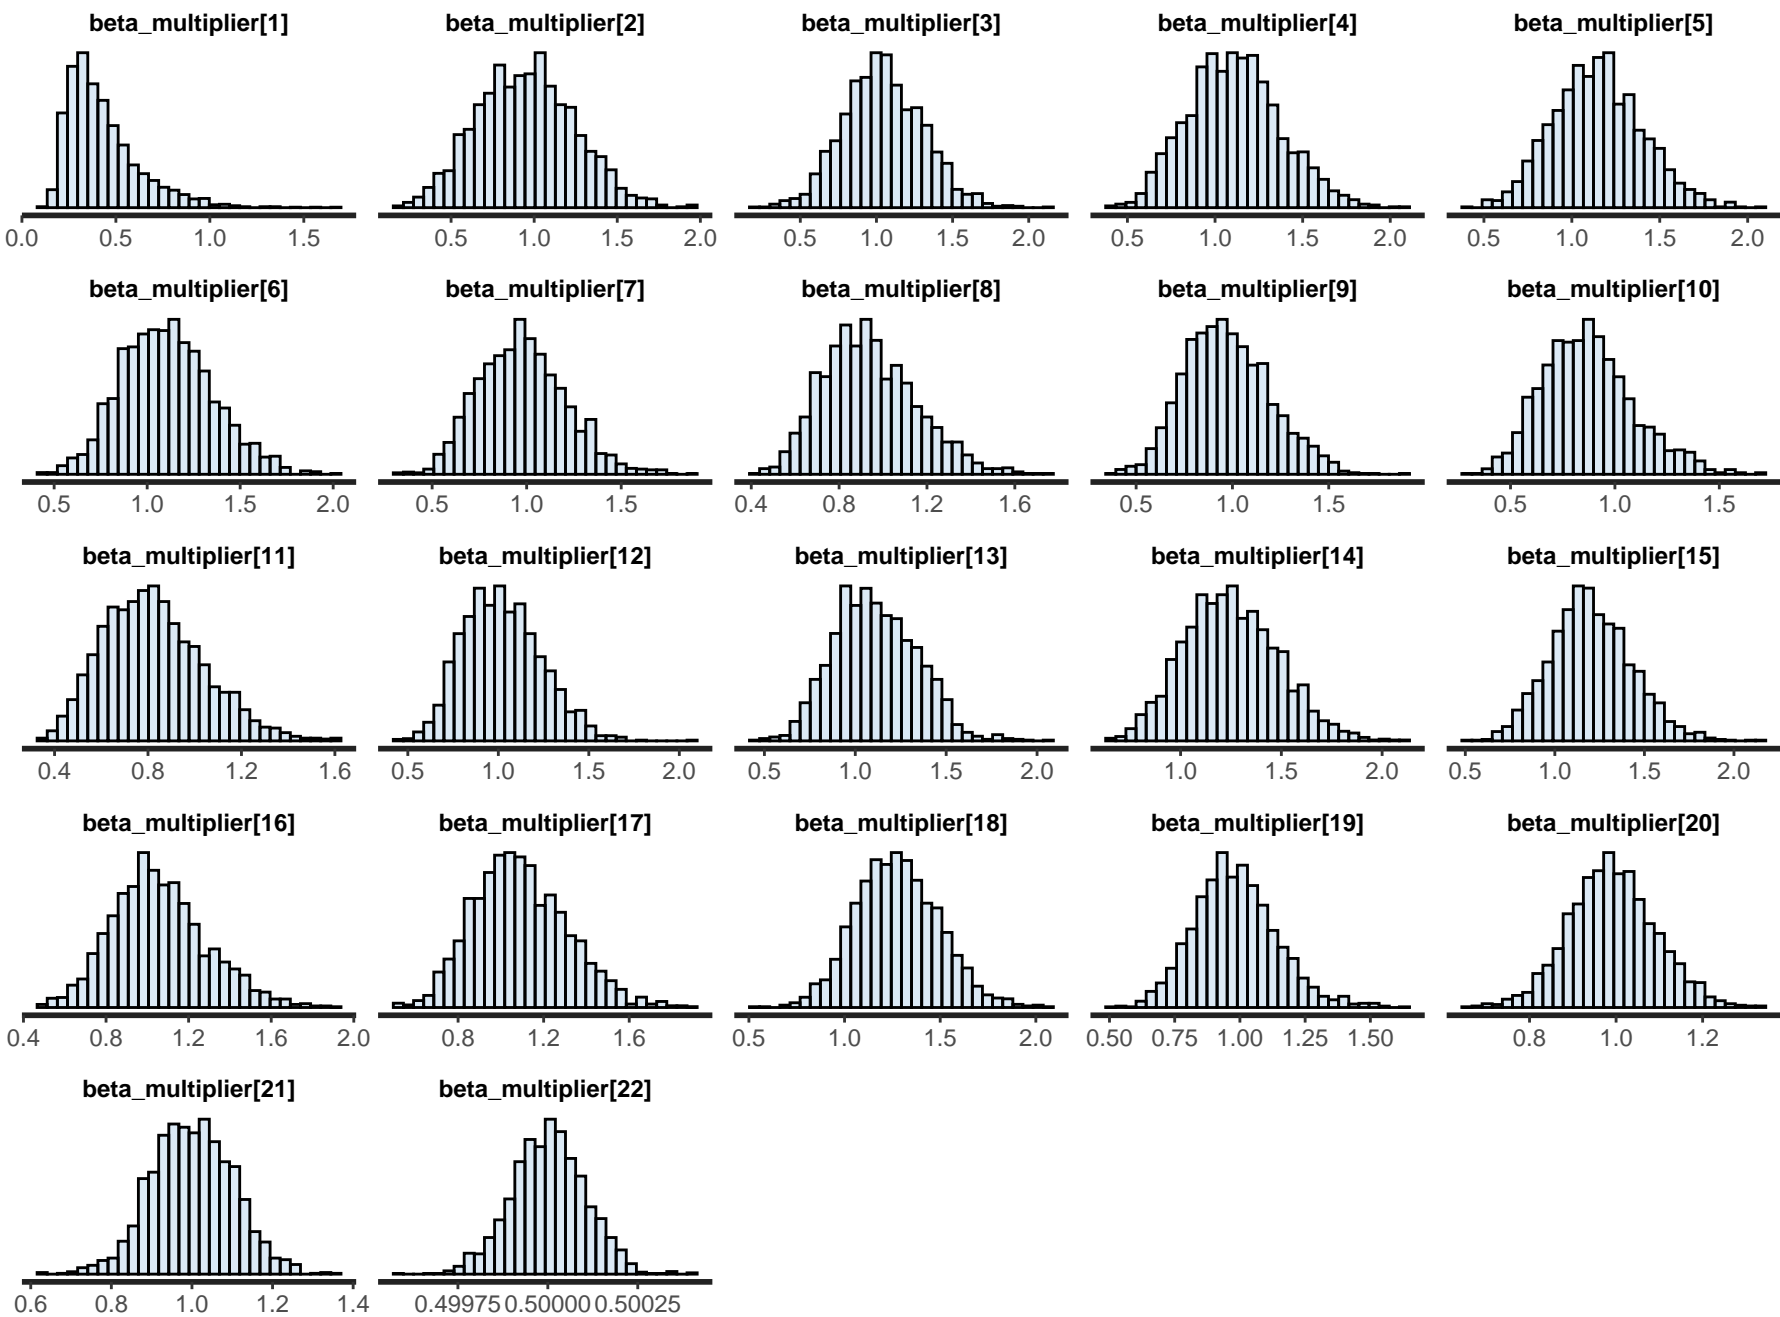 beta_multiplier[1] beta_multiplier[2] beta_multiplier[3] beta_multiplier[4] beta_multiplier[5]
0.0 0.5 1.0 1.5 0.5 1.0 1.5 2.0 0.5 1.0 1.5 2.0 0.5 1.0 1.5 2.0 0.5 1.0 1.5 2.0
beta_multiplier[6] beta_multiplier[7] beta_multiplier[8] beta_multiplier[9] beta_multiplier[10]
0.5 1.0 1.5 2.0 0.5 1.0 1.5 0.4 0.8 1.2 1.6 0.5 1.0 1.5 0.5 1.0 1.5
beta_multiplier[11] beta_multiplier[12] beta_multiplier[13] beta_multiplier[14] beta_multiplier[15]
0.4 0.8 1.2 1.6 0.5 1.0 1.5 2.0 0.5 1.0 1.5 2.0 1.0 1.5 2.0 0.5 1.0 1.5 2.0
beta_multiplier[16] beta_multiplier[17] beta_multiplier[18] beta_multiplier[19] beta_multiplier[20]
0.4 0.8 1.2 1.6 2.0 0.8 1.2 1.6 0.5 1.0 1.5 2.0 0.50 0.75 1.00 1.25 1.50 0.8 1.0 1.2
beta_multiplier[21] beta_multiplier[22]
0.6 0.8 1.0 1.2 1.4 0.49975 0.50000 0.50025